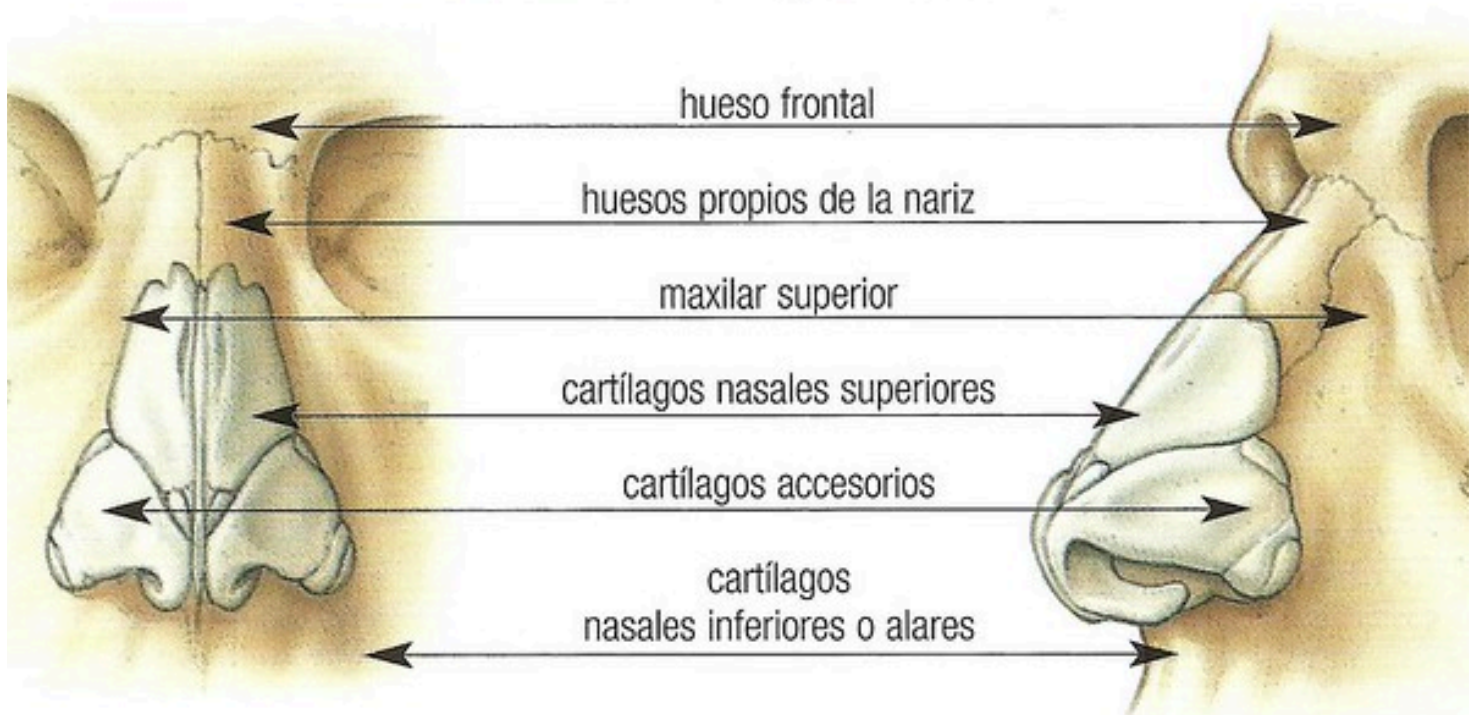 hueso frontal
huesos propios de la nariz
maxilar superior
cartílagos nasales superiores
cartílagos accesorios
cartílagos
nasales inferiores o alares